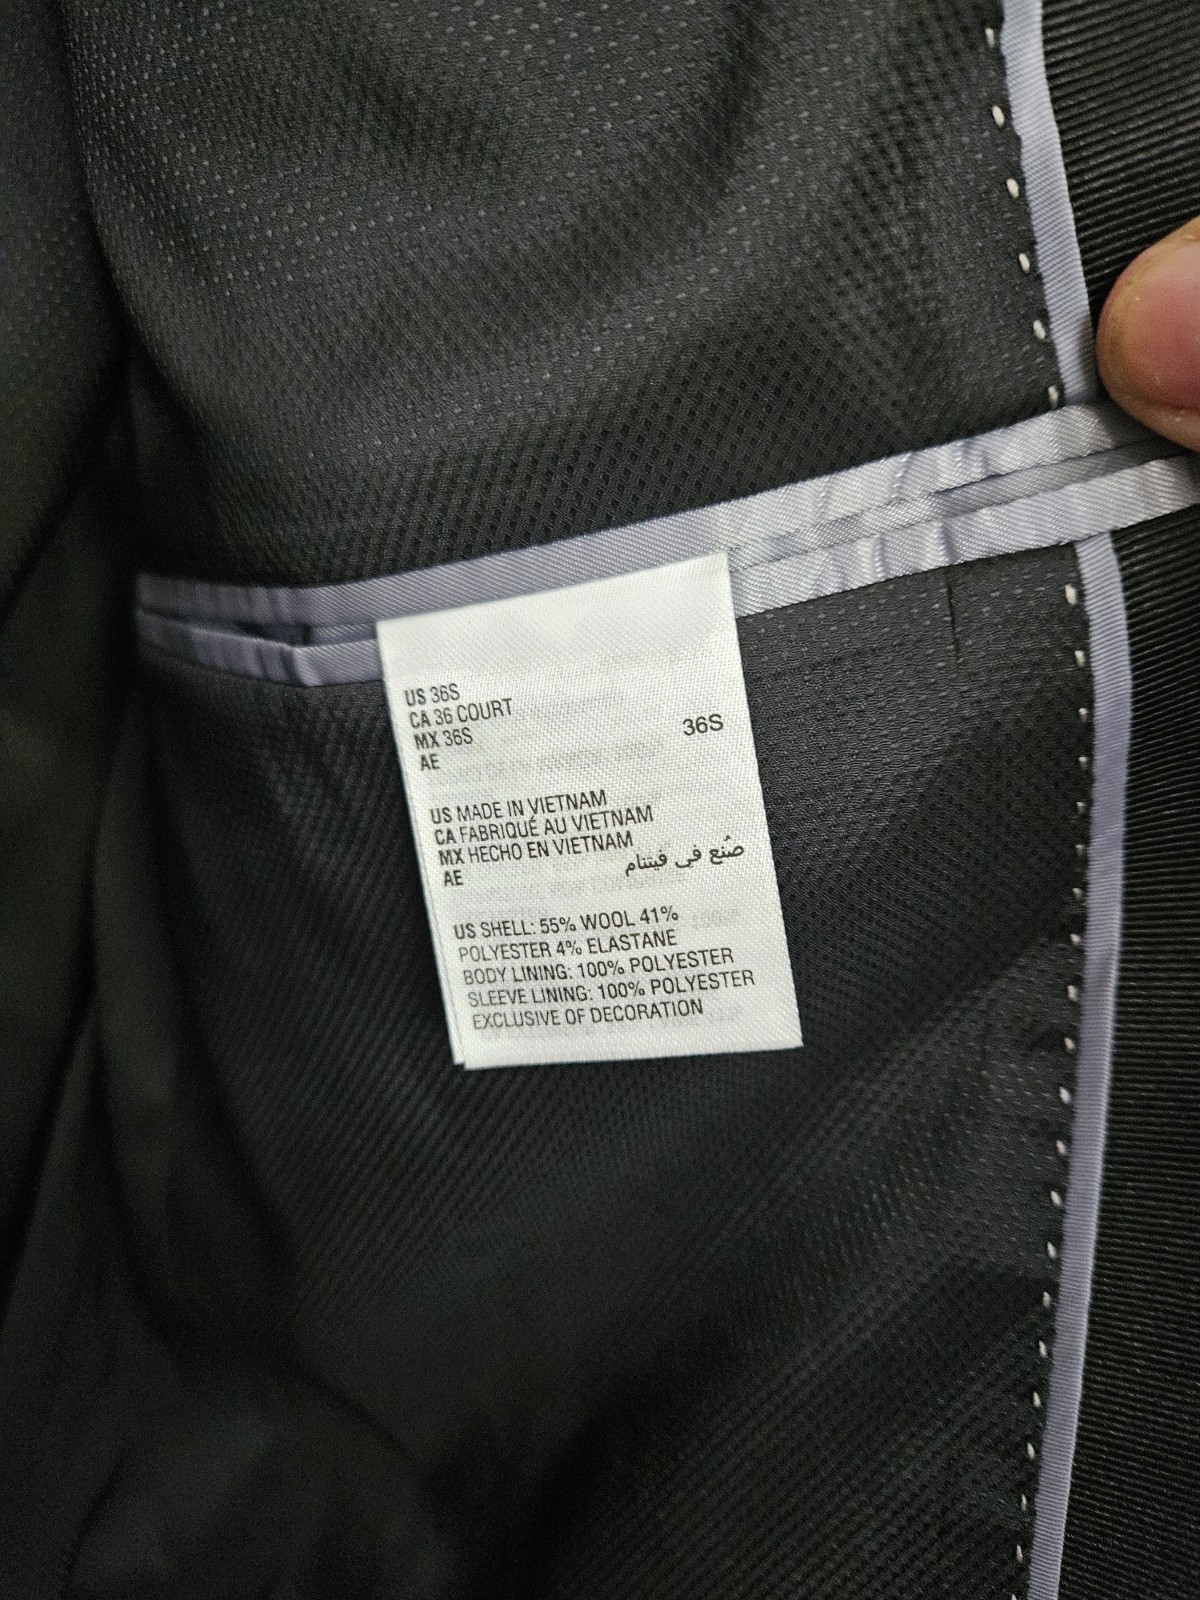 US 36S
CA 36 COURT
MX 36S
AE
36S
US MADE IN VIETNAM
CA FABRIQUÉ AU VIETNAM
MX HECHO EN VIETNAM
AE
صُنع في فيتنام
US SHELL: 55% WOOL 41%
POLYESTER 4% ELASTANE
BODY LINING: 100% POLYESTER
SLEEVE LINING: 100% POLYESTER
EXCLUSIVE OF DECORATION